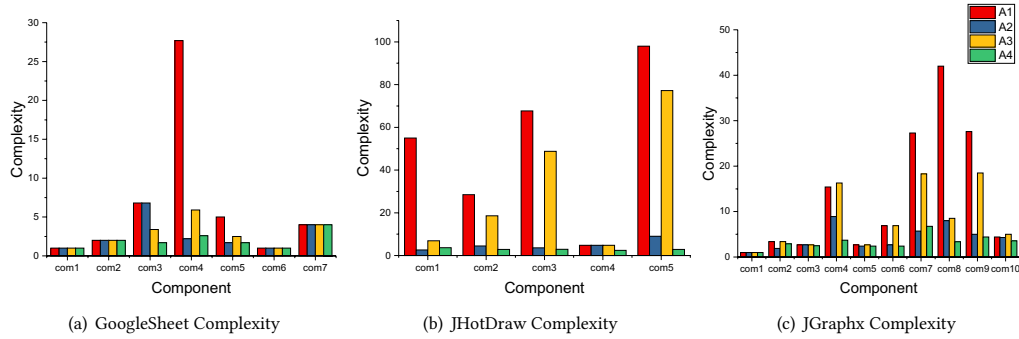 30
25
20
15
10
5
0
Complexity
com1 com2 com3 com4 com5 com6 com7
Component
(a) GoogleSheet Complexity
100
80
60
40
20
0
Complexity
com1 com2 com3 com4 com5
Component
(b) JHotDraw Complexity
50
40
30
20
10
0
Complexity
A1
A2
A3
A4
com1 com2 com3 com4 com5 com6 com7 com8 com9 com10
Component
(c) JGraphx Complexity